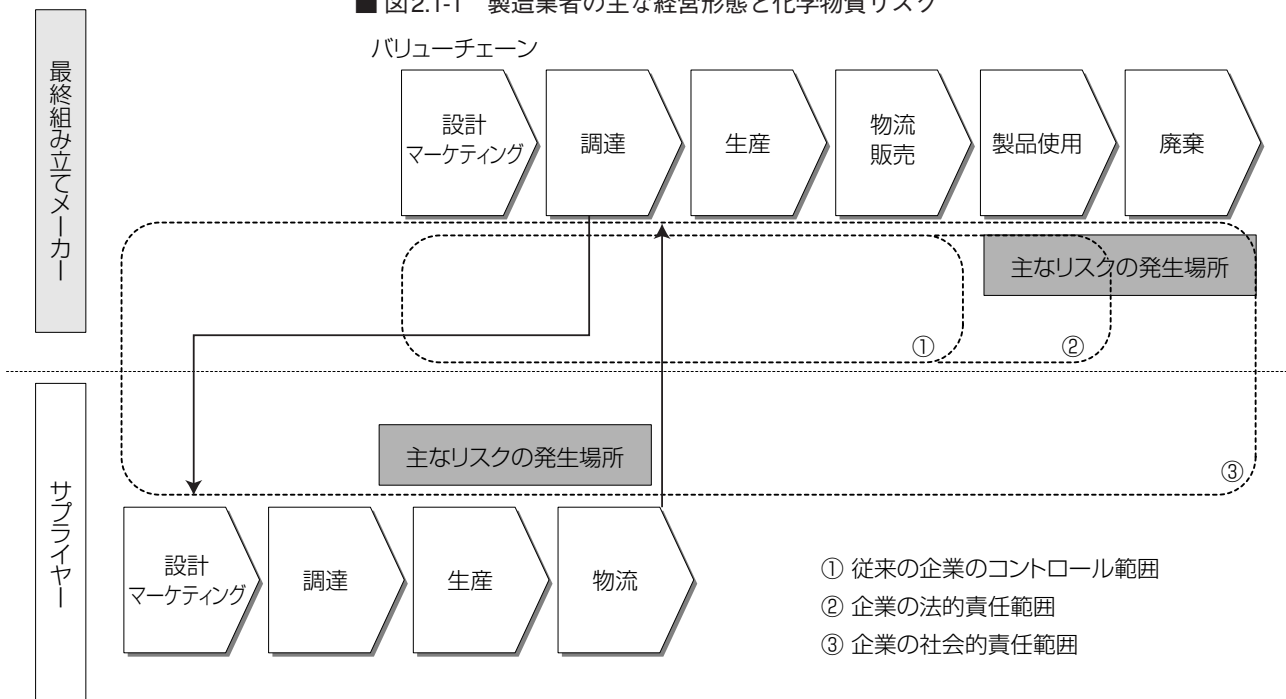 ■ 図2.1-1 製造業者の主な経営形態と化学物質リスク
バリューチェーン
最終組み立てメーカー
設計
マーケティング
調達
生産
物流
販売
製品使用
廃棄
主なリスクの発生場所
①
②
主なリスクの発生場所
③
サプライヤー
設計
マーケティング
調達
生産
物流
① 従来の企業のコントロール範囲
② 企業の法的責任範囲
③ 企業の社会的責任範囲